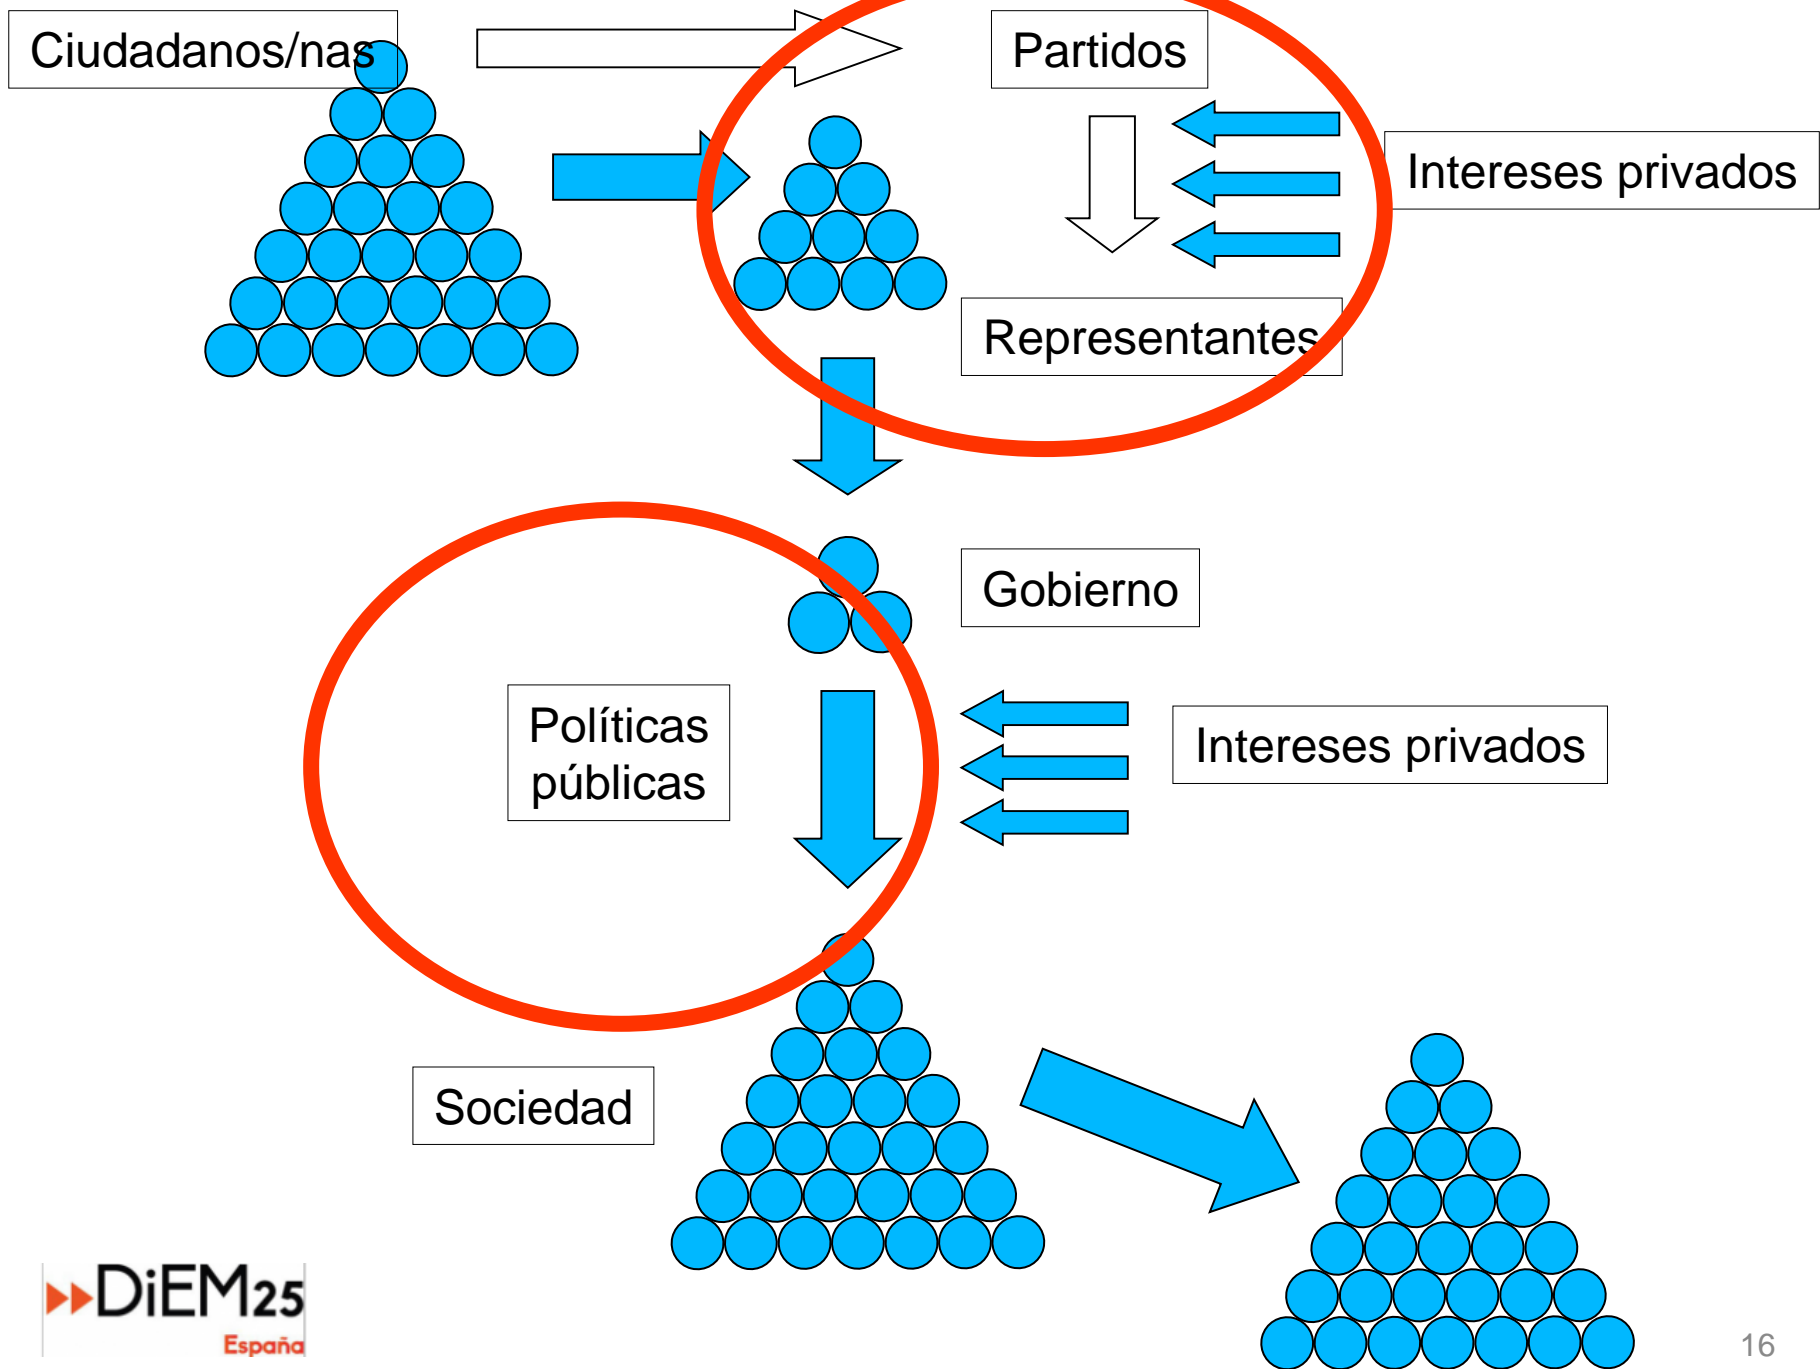 Ciudadanos/nas
Partidos
Intereses privados
Representantes
Gobierno
Políticas
públicas
Intereses privados
Sociedad
DiEM25
España
16